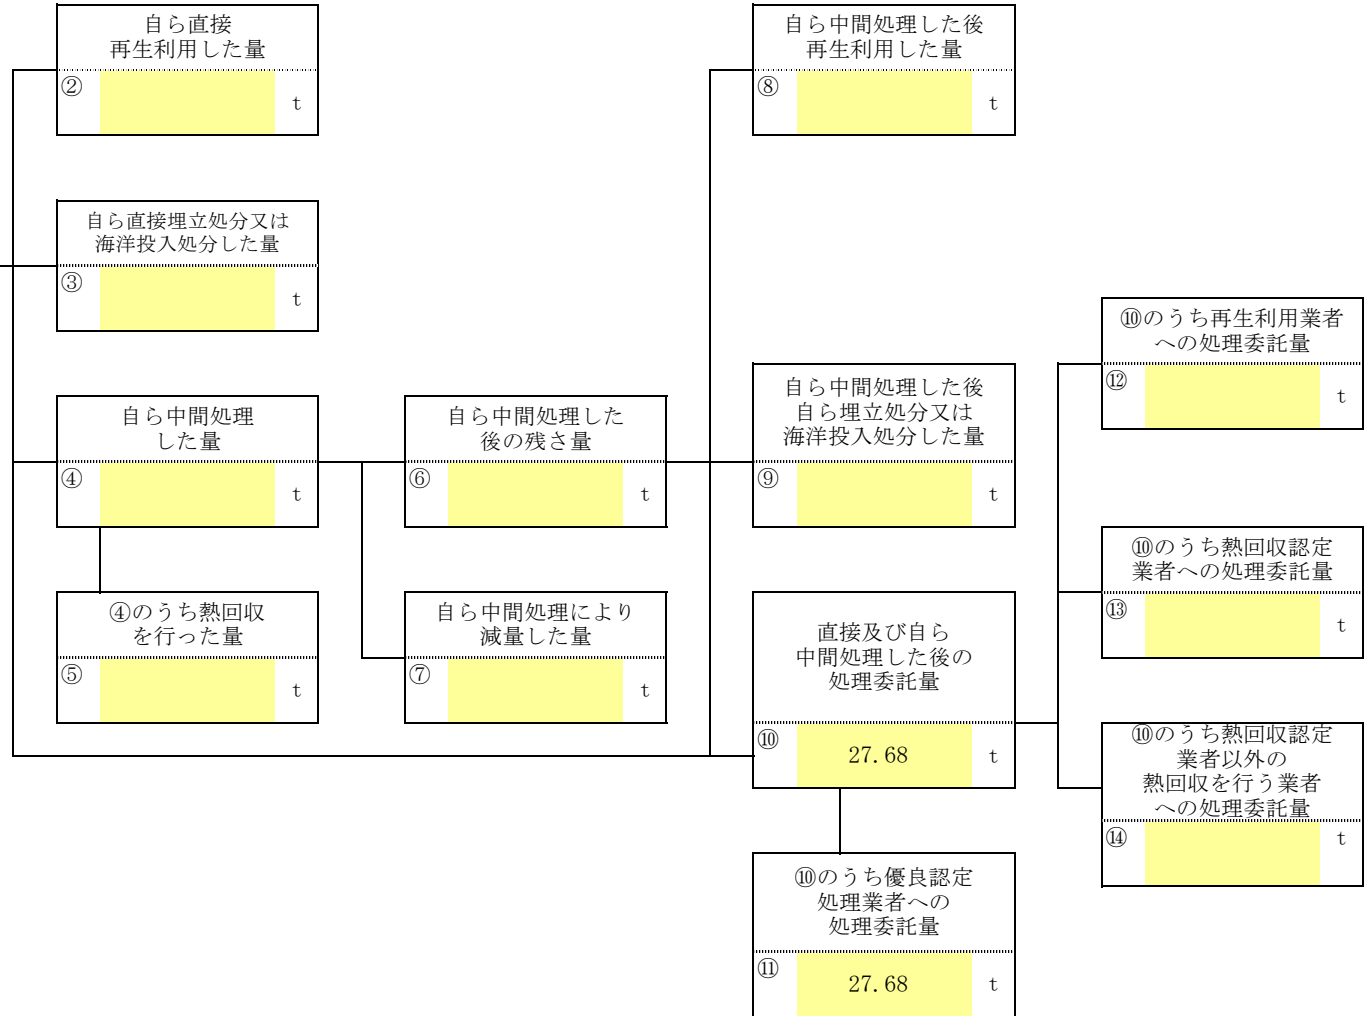 自ら直接
再生利用した量
②
t
自ら中間処理した後
再生利用した量
⑧
t
自ら直接埋立処分又は
海洋投入処分した量
③
t
⑩のうち再生利用業者
への処理委託量
⑫
t
自ら中間処理
した量
④
t
自ら中間処理した
後の残さ量
⑥
t
自ら中間処理した後
自ら埋立処分又は
海洋投入処分した量
⑨
t
⑩のうち熱回収認定
業者への処理委託量
⑬
t
④のうち熱回収
を行った量
⑤
t
自ら中間処理により
減量した量
⑦
t
直接及び自ら
中間処理した後の
処理委託量
⑩
27.68
t
⑩のうち熱回収認定
業者以外の
熱回収を行う業者
への処理委託量
⑭
t
⑩のうち優良認定
処理業者への
処理委託量
⑪
27.68
t